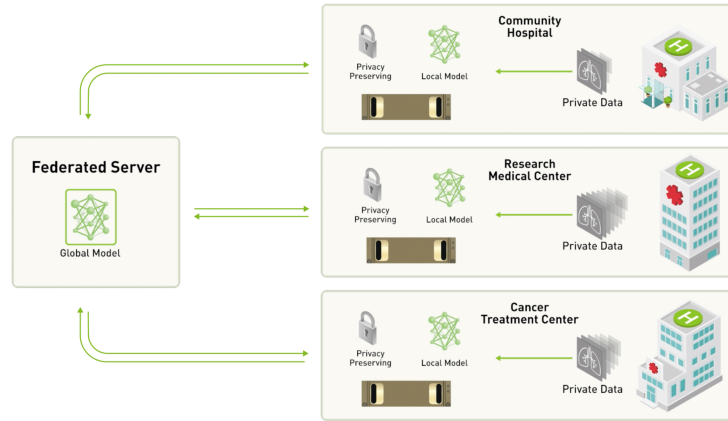 Community
Hospital
Privacy
Preserving
Local Model
Private Data
H
Federated Server
Global Model
Research
Medical Center
Privacy
Preserving
Local Model
Private Data
H
Cancer
Treatment Center
Privacy
Preserving
Local Model
Private Data
H
H